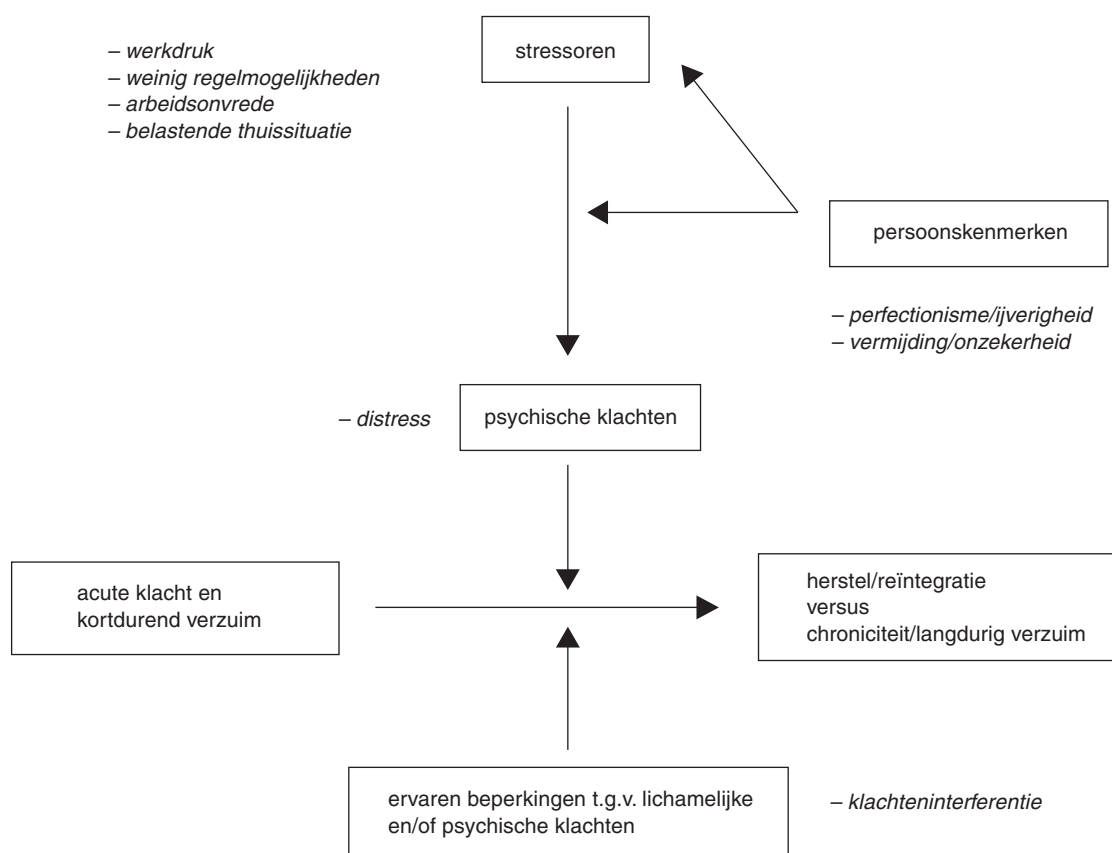 – werkdruk
– weinig regelmogelijkheden
– arbeidsonvrede
– belastende thuissituatie
stressoren
persoonskenmerken
– perfectionisme/ijverigheid
– vermijding/onzekerheid
– distress
psychische klachten
acute klacht en
kortdurend verzuim
herstel/reïntegratie
versus
chroniciteit/langdurig verzuim
ervaren beperkingen t.g.v. lichamelijke
en/of psychische klachten
– klachteninterferentie